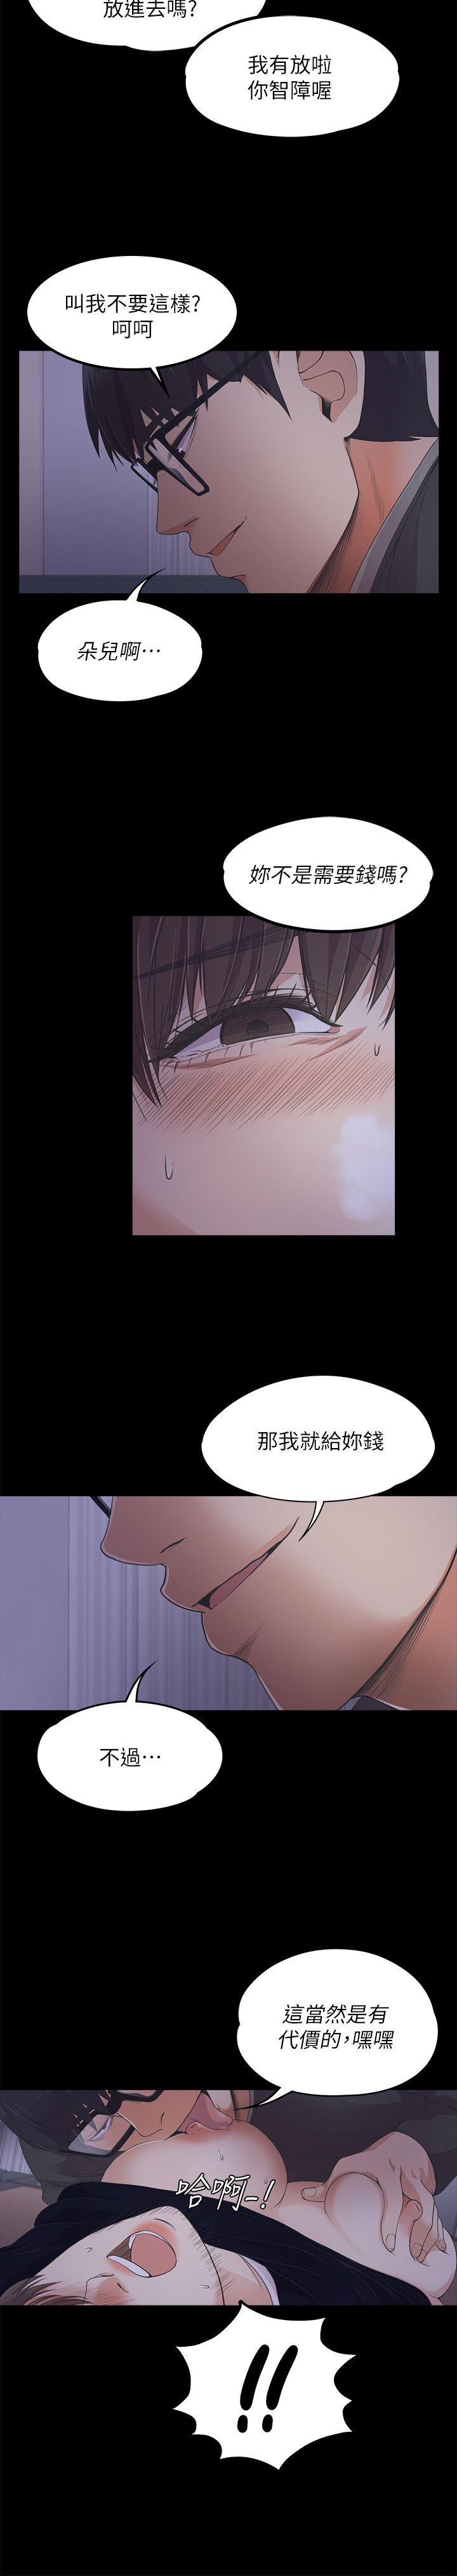 放進去嗎?
我有放啦
你智障喔
叫我不要這樣?
呵呵
朵兒啊⋯
妳不是需要錢嗎?
那我就給妳錢
不過⋯
這當然是有
代價的,嘿嘿
哈啊-!
!!